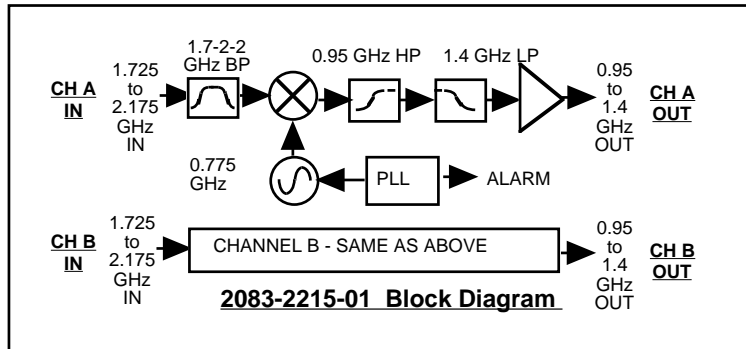 1.7-2-2
GHz BP
0.95 GHz HP
1.4 GHz LP
CH A
IN
1.725
to
2.175
GHz
IN
0.95
to
1.4
GHz
OUT
CH A
OUT
0.775
GHz
PLL
ALARM
CH B
IN
1.725
to
2.175
GHz
IN
CHANNEL B - SAME AS ABOVE
0.95
to
1.4
GHz
OUT
CH B
OUT
2083-2215-01 Block Diagram